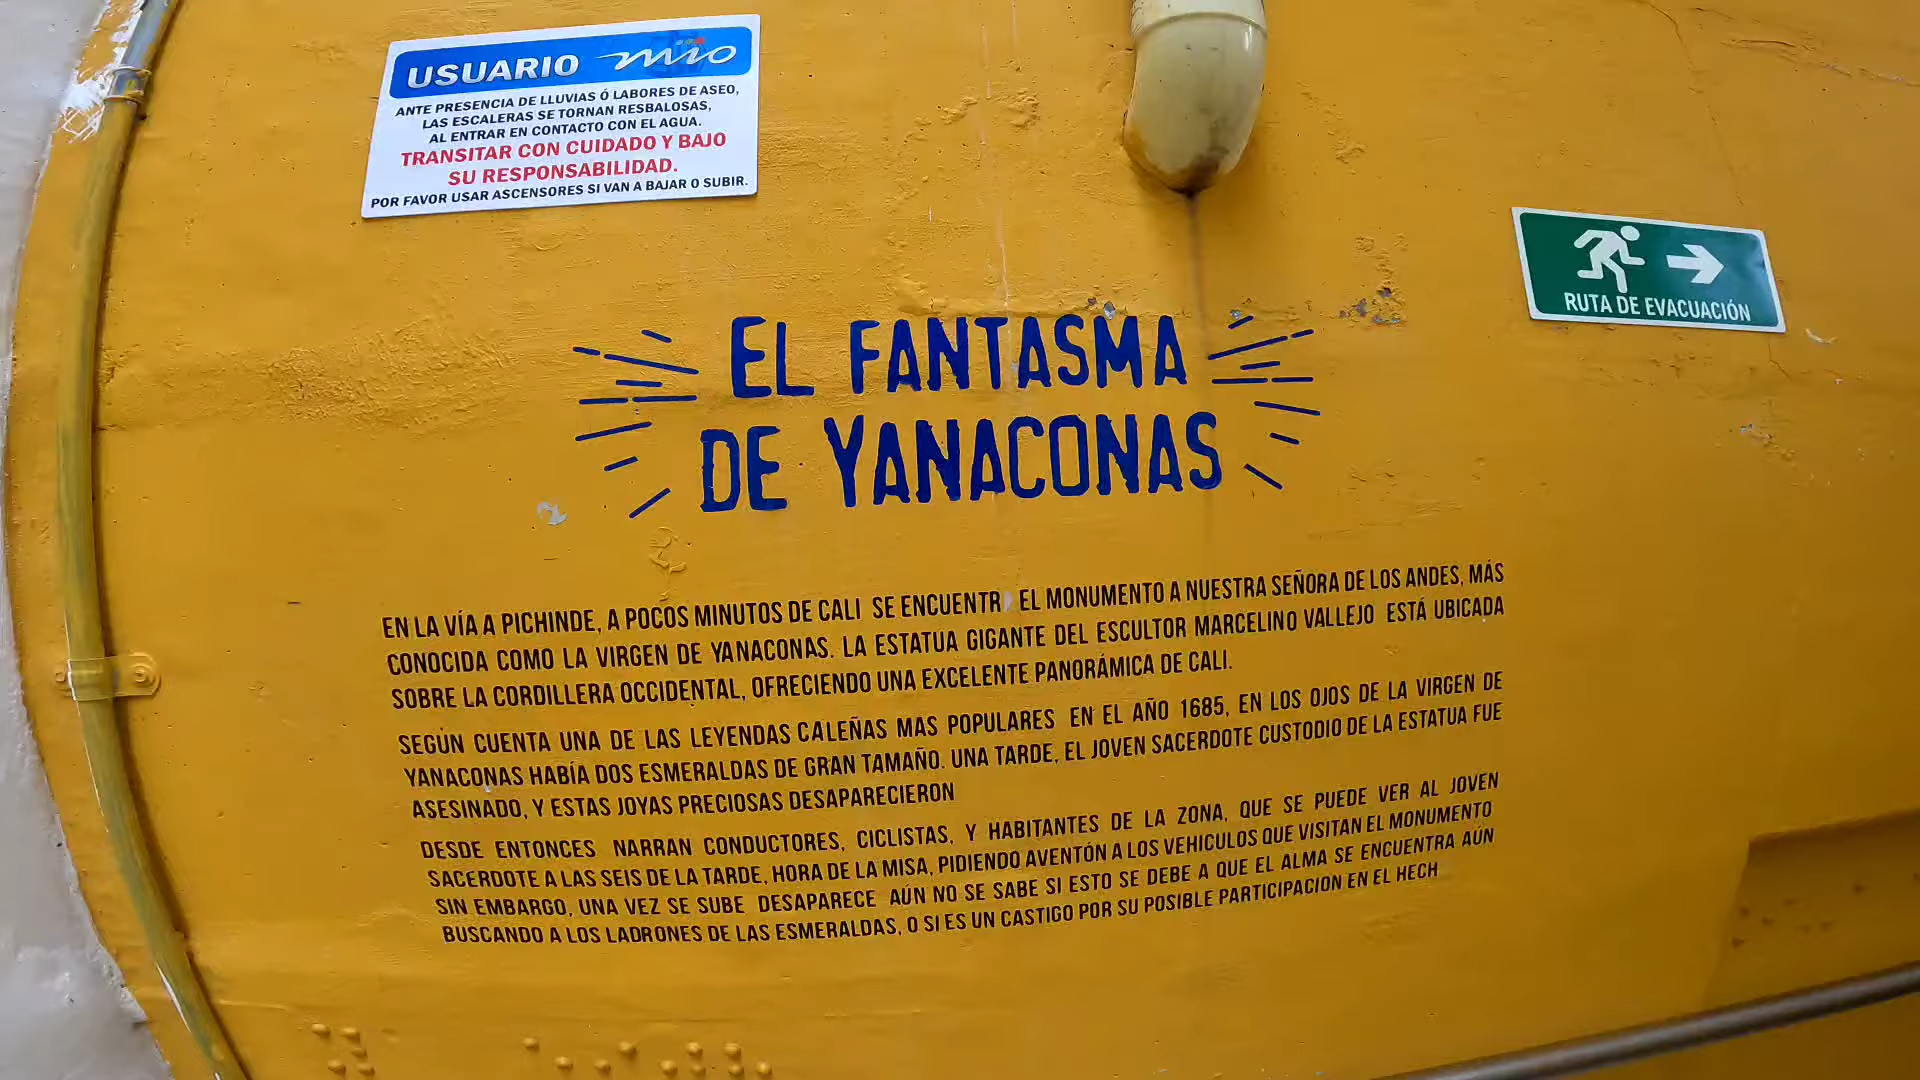 USUARIO mio
ANTE PRESENCIA DE LLUVIAS Ó LABORES DE ASEO,
LAS ESCALERAS SE TORNAN RESBALOSAS,
AL ENTRAR EN CONTACTO CON EL AGUA.
TRANSITAR CON CUIDADO Y BAJO
SU RESPONSABILIDAD.
POR FAVOR USAR ASCENSORES SI VAN A BAJAR O SUBIR.
RUTA DE EVACUACIÓN
EL FANTASMA
DE YANACONAS
EN LA VÍA A PICHINDE, A POCOS MINUTOS DE CALI SE ENCUENTR EL MONUMENTO A NUESTRA SEÑORA DE LOS ANDES, MÁS
CONOCIDA COMO LA VIRGEN DE YANACONAS. LA ESTATUA GIGANTE DEL ESCULTOR MARCELINO VALLEJO ESTÁ UBICADA
SOBRE LA CORDILLERA OCCIDENTAL, OFRECIENDO UNA EXCELENTE PANORÁMICA DE CALI.
SEGÚN CUENTA UNA DE LAS LEYENDAS CALEÑAS MAS POPULARES EN EL AÑO 1685, EN LOS OJOS DE LA VIRGEN DE
YANACONAS HABÍA DOS ESMERALDAS DE GRAN TAMAÑO. UNA TARDE, EL JOVEN SACERDOTE CUSTODIO DE LA ESTATUA FUE
ASESINADO, Y ESTAS JOYAS PRECIOSAS DESAPARECIERON
DESDE ENTONCES NARRAN CONDUCTORES, CICLISTAS, Y HABITANTES DE LA ZONA, QUE SE PUEDE VER AL JOVEN
SACERDOTE A LAS SEIS DE LA TARDE, HORA DE LA MISA, PIDIENDO AVENTÓN A LOS VEHICULOS QUE VISITAN EL MONUMENTO
SIN EMBARGO, UNA VEZ SE SUBE DESAPARECE AÚN NO SE SABE SI ESTO SE DEBE A QUE EL ALMA SE ENCUENTRA AÚN
BUSCANDO A LOS LADRONES DE LAS ESMERALDAS, O SI ES UN CASTIGO POR SU POSIBLE PARTICIPACION EN EL HECH